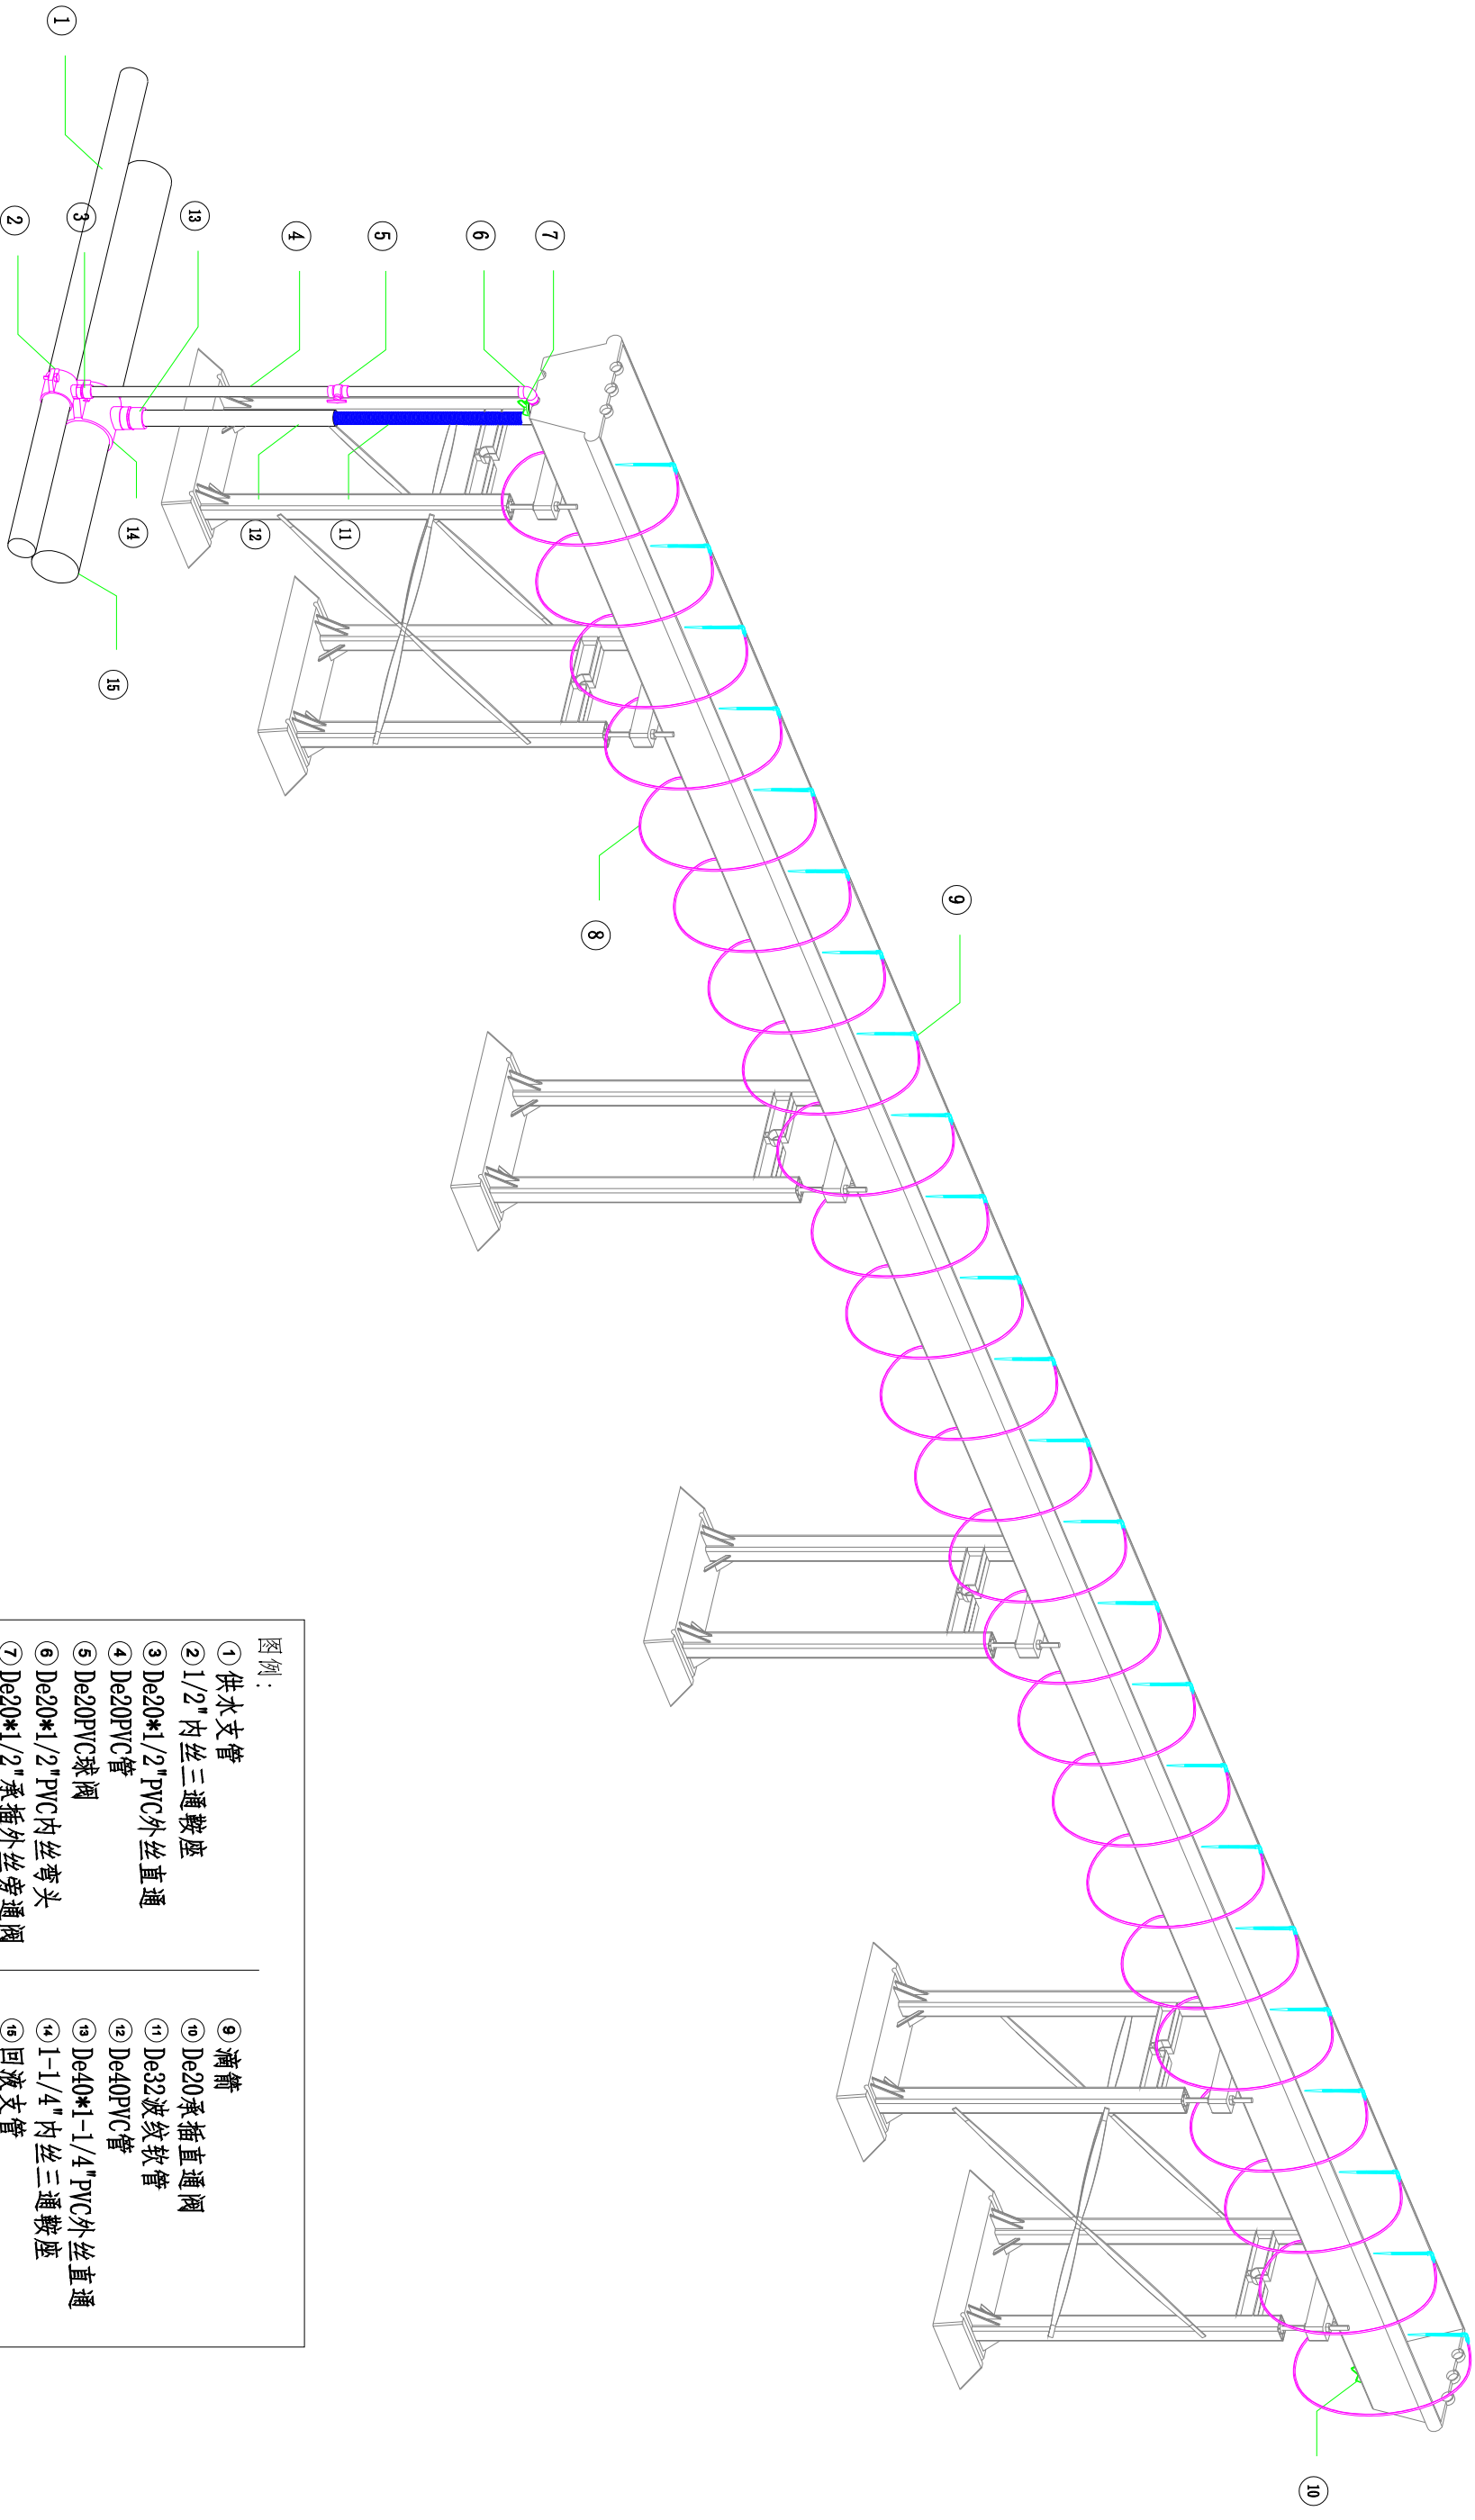 ①
②
③
⑬
④
⑤
⑥
⑦
⑭
⑫
⑪
⑮
⑧
⑨
⑩
图例:
①供水支管
②1/2"内丝三通鞍座
③De20*1/2"PVC外丝直通
④De20PVC管
⑤De20PVC球阀
⑥De20*1/2"PVC内丝弯头
⑦De20*1/2"承插外丝旁通阀
⑨滴箭
⑩De20承插直通阀
⑪De32波纹软管
⑫De40PVC管
⑬De40*1-1/4"PVC外丝直通
⑭1-1/4"内丝三通鞍座
⑮回液支管